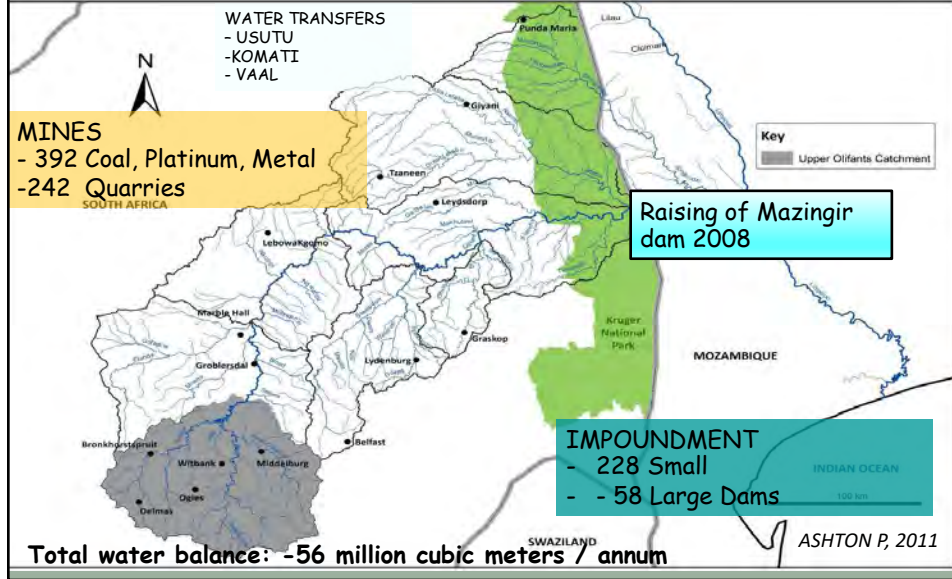 WATER TRANSFERS
- USUTU
-KOMATI
- VAAL
Punda Maria
N
MINES
- 392 Coal, Platinum, Metal
-242 Quarries
SOUTH AFRICA
Giyani
Tzaneen
Leydsdorp
Key
Upper Olifants Catchment
Raising of Mazingir
dam 2008
LebowaKgomo
Marble Hall
Groblersdal
Lydenburg
Graskop
Kruger
National
Park
MOZAMBIQUE
Bronkhorstspruit
Witbank
Middelburg
Belfast
Ogies
Delmas
IMPOUNDMENT
- 228 Small
- - 58 Large Dams
INDIAN OCEAN
100 km
SWAZILAND
ASHTON P, 2011
Total water balance: -56 million cubic meters / annum